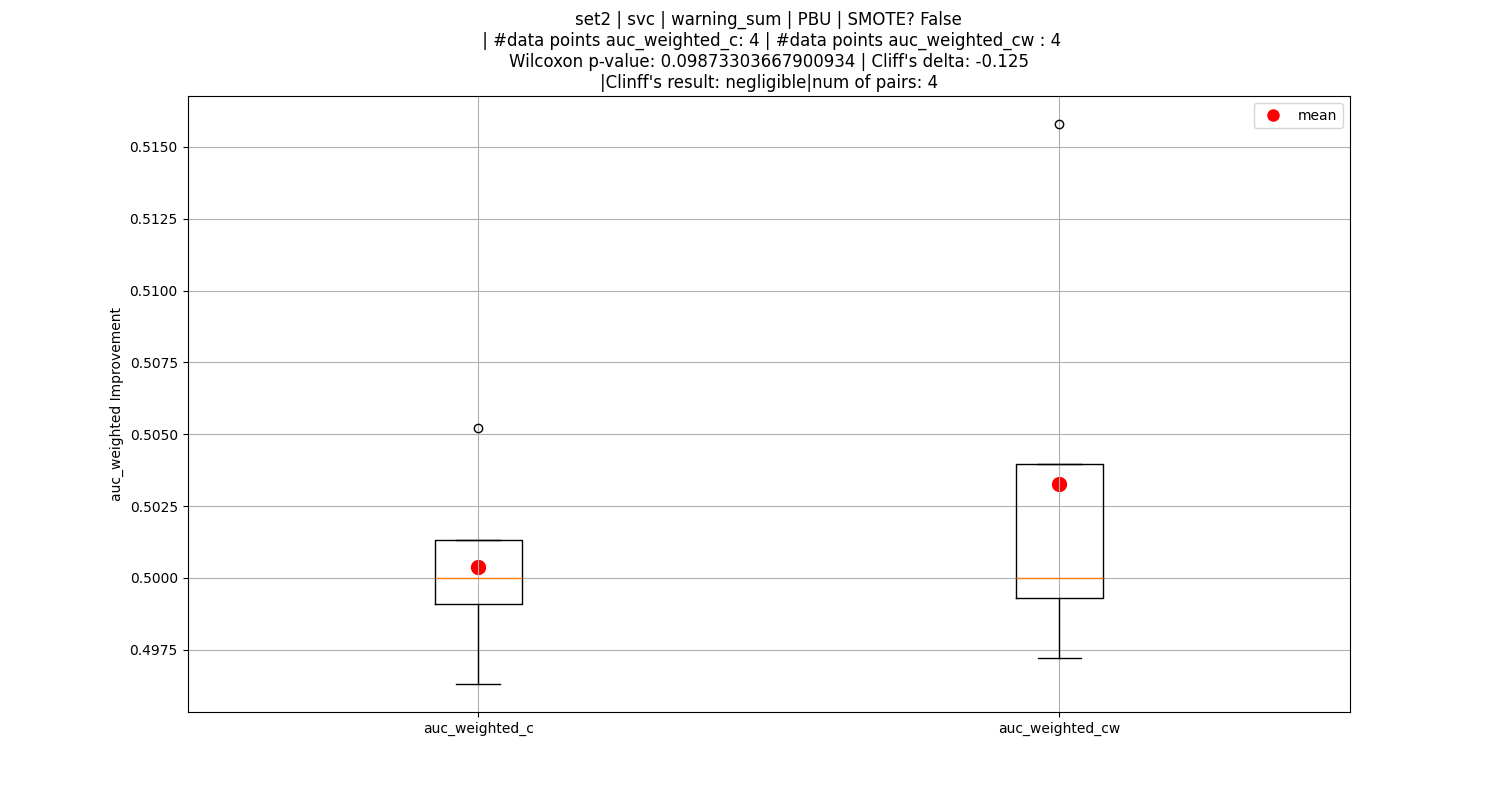 set2 | svc | warning_sum | PBU | SMOTE? False
| #data points auc_weighted_c: 4 | #data points auc_weighted_cw : 4
Wilcoxon p-value: 0.09873303667900934 | Cliff's delta: -0.125
|Clinff's result: negligible|num of pairs: 4
mean
0.5150
0.5125
0.5100
0.5075
0.5050
0.5025
0.5000
0.4975
auc_weighted Improvement
auc_weighted_c
auc_weighted_cw